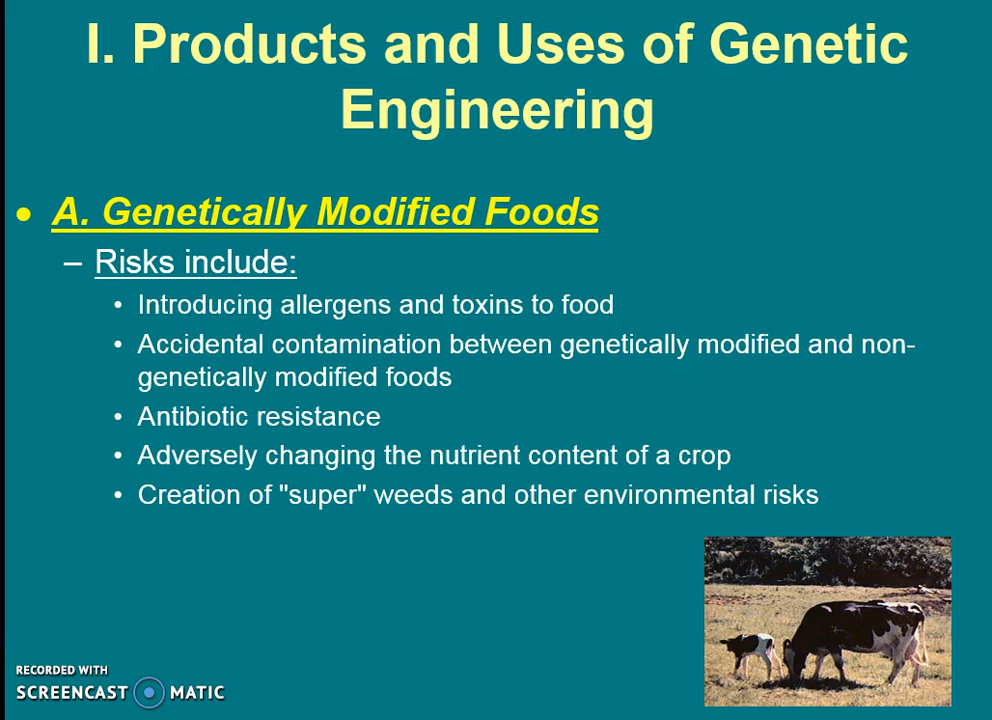 I. Products and Uses of Genetic
Engineering
• A. Genetically Modified Foods
– Risks include:
• Introducing allergens and toxins to food
• Accidental contamination between genetically modified and non-
genetically modified foods
• Antibiotic resistance
• Adversely changing the nutrient content of a crop
• Creation of "super" weeds and other environmental risks
RECORDED WITH
SCREENCAST MATIC